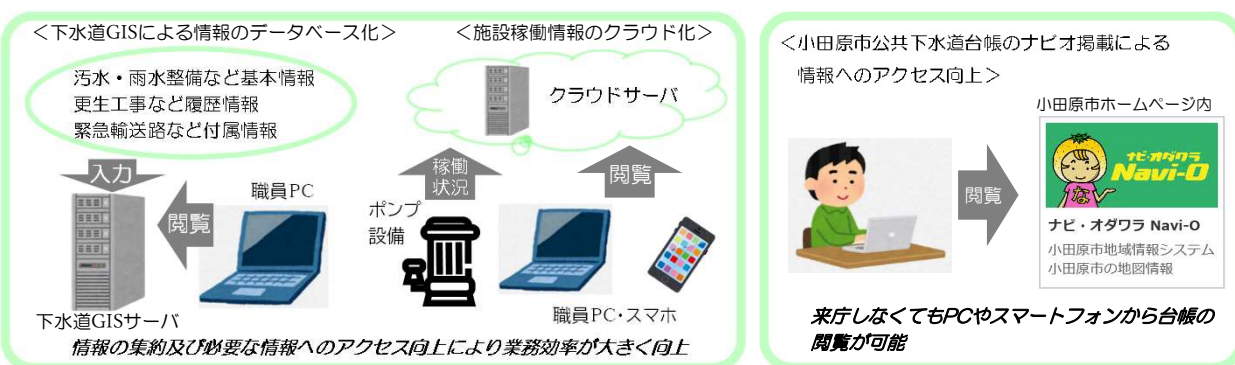 ＜下水道GISによる情報のデータベース化＞
汚水・雨水整備など基本情報
更生工事など履歴情報
緊急輸送路など付属情報
入力
職員PC
閲覧
下水道GISサーバ
＜施設稼働情報のクラウド化＞
クラウドサーバ
稼働
状況
閲覧
ポンプ
設備
職員PC・スマホ
情報の集約及び必要な情報へのアクセス向上により業務効率が大きく向上
＜小田原市公共下水道台帳のナビオ掲載による
情報へのアクセス向上＞
小田原市ホームページ内
閲覧
ナビ・オダワラ
Navi-O
な
ナビ・オダワラ Navi-O
小田原市地域情報システム
小田原市の地図情報
来庁しなくてもPCやスマートフォンから台帳の
閲覧が可能